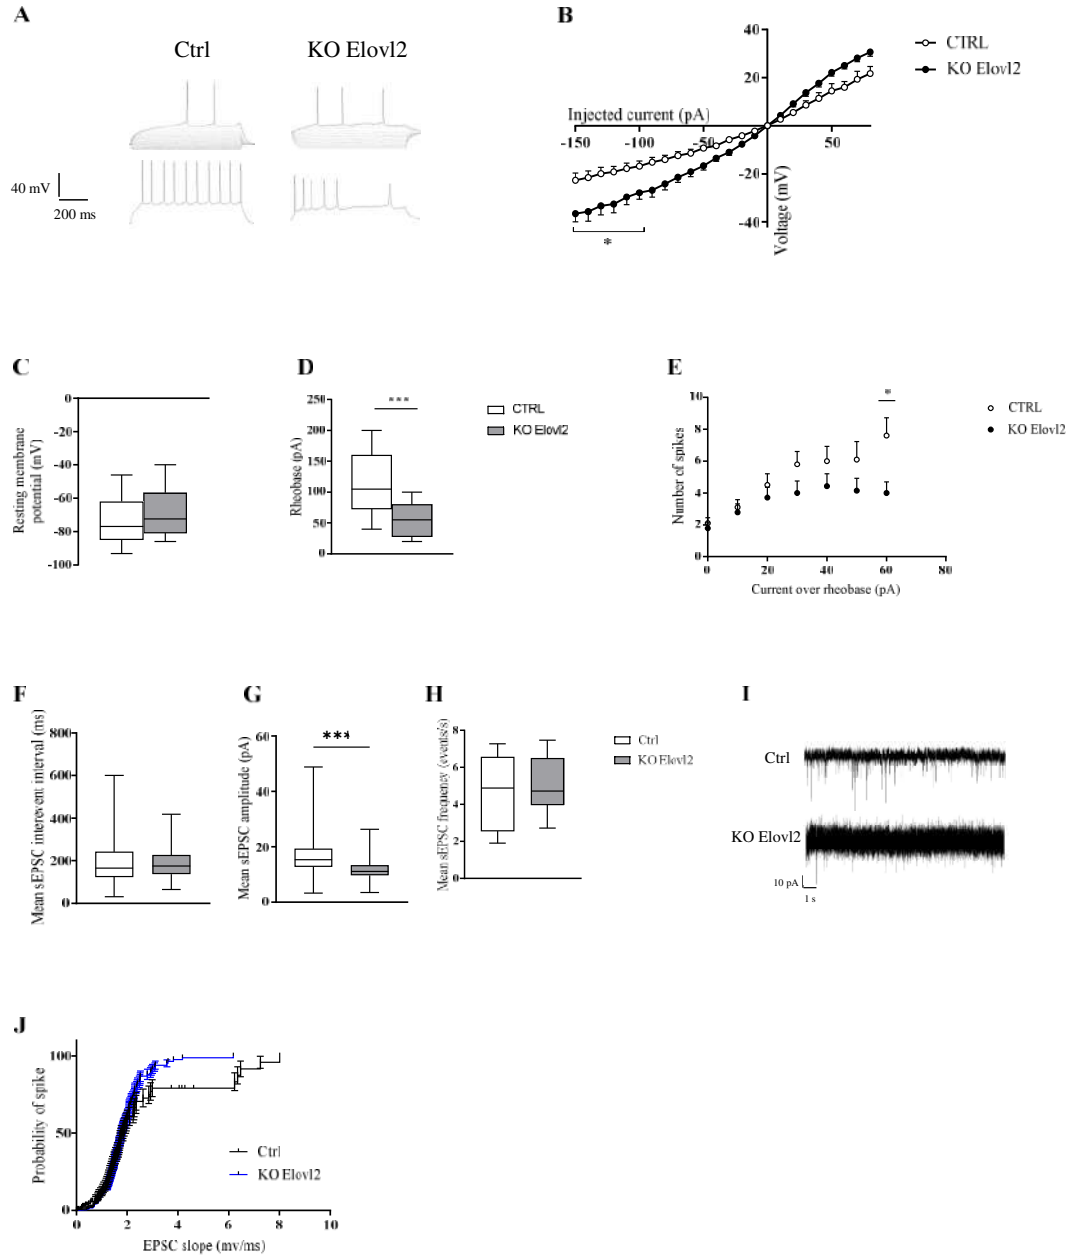 A
Ctrl
KO Elovl2
40 mV
200 ms
B
CTRL
KO Elovl2
40
20
-20
-40
Injected current (pA)
-150
-100
-50
50
Voltage (mV)
*
C
Resting membrane
potential (mV)
0
-20
-40
-60
-80
-100
D
Rheobase (pA)
250
200
150
100
50
0
***
CTRL
KO Elovl2
E
Number of spikes
10
8
6
4
2
0
0
20
40
60
80
Current over rheobase (pA)
*
CTRL
KO Elovl2
F
Mean sEPSC interevent interval (ms)
800
600
400
200
0
G
Mean sEPSC amplitude (pA)
60
40
20
0
***
H
Mean sEPSC frequency (events/s)
8
6
4
2
0
Ctrl
KO Elovl2
I
Ctrl
KO Elovl2
10 pA
1 s
J
Probability of spike
100
50
0
0
2
4
6
8
10
EPSC slope (mv/ms)
Ctrl
KO Elovl2